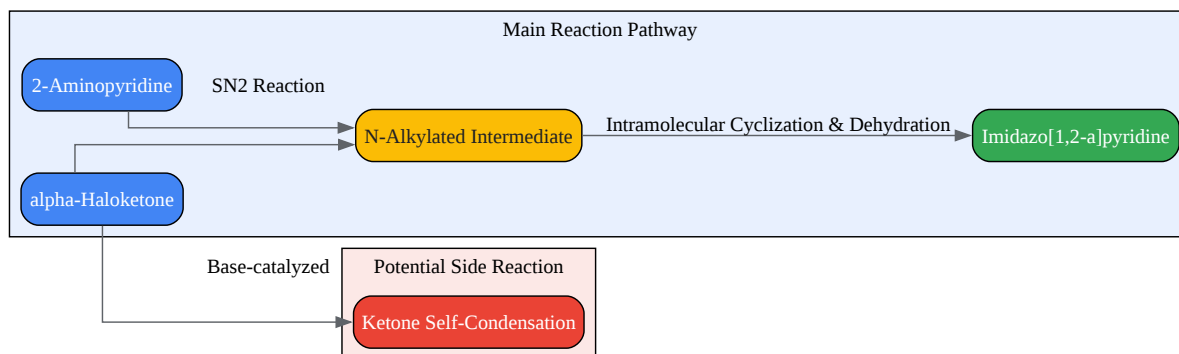 Main Reaction Pathway
2-Aminopyridine
SN2 Reaction
N-Alkylated Intermediate
Intramolecular Cyclization & Dehydration
Imidazo[1,2-a]pyridine
alpha-Haloketone
Base-catalyzed
Potential Side Reaction
Ketone Self-Condensation